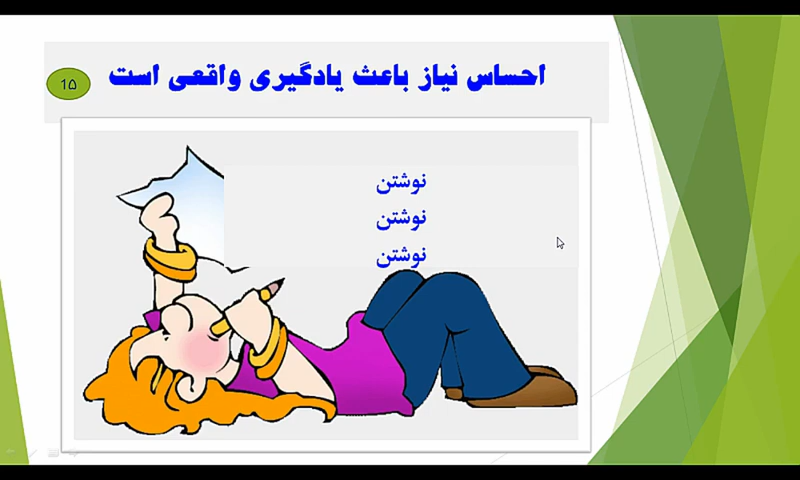 احساس نیاز باعث یادگیری واقعی است
۱۵
نوشتن
نوشتن
نوشتن